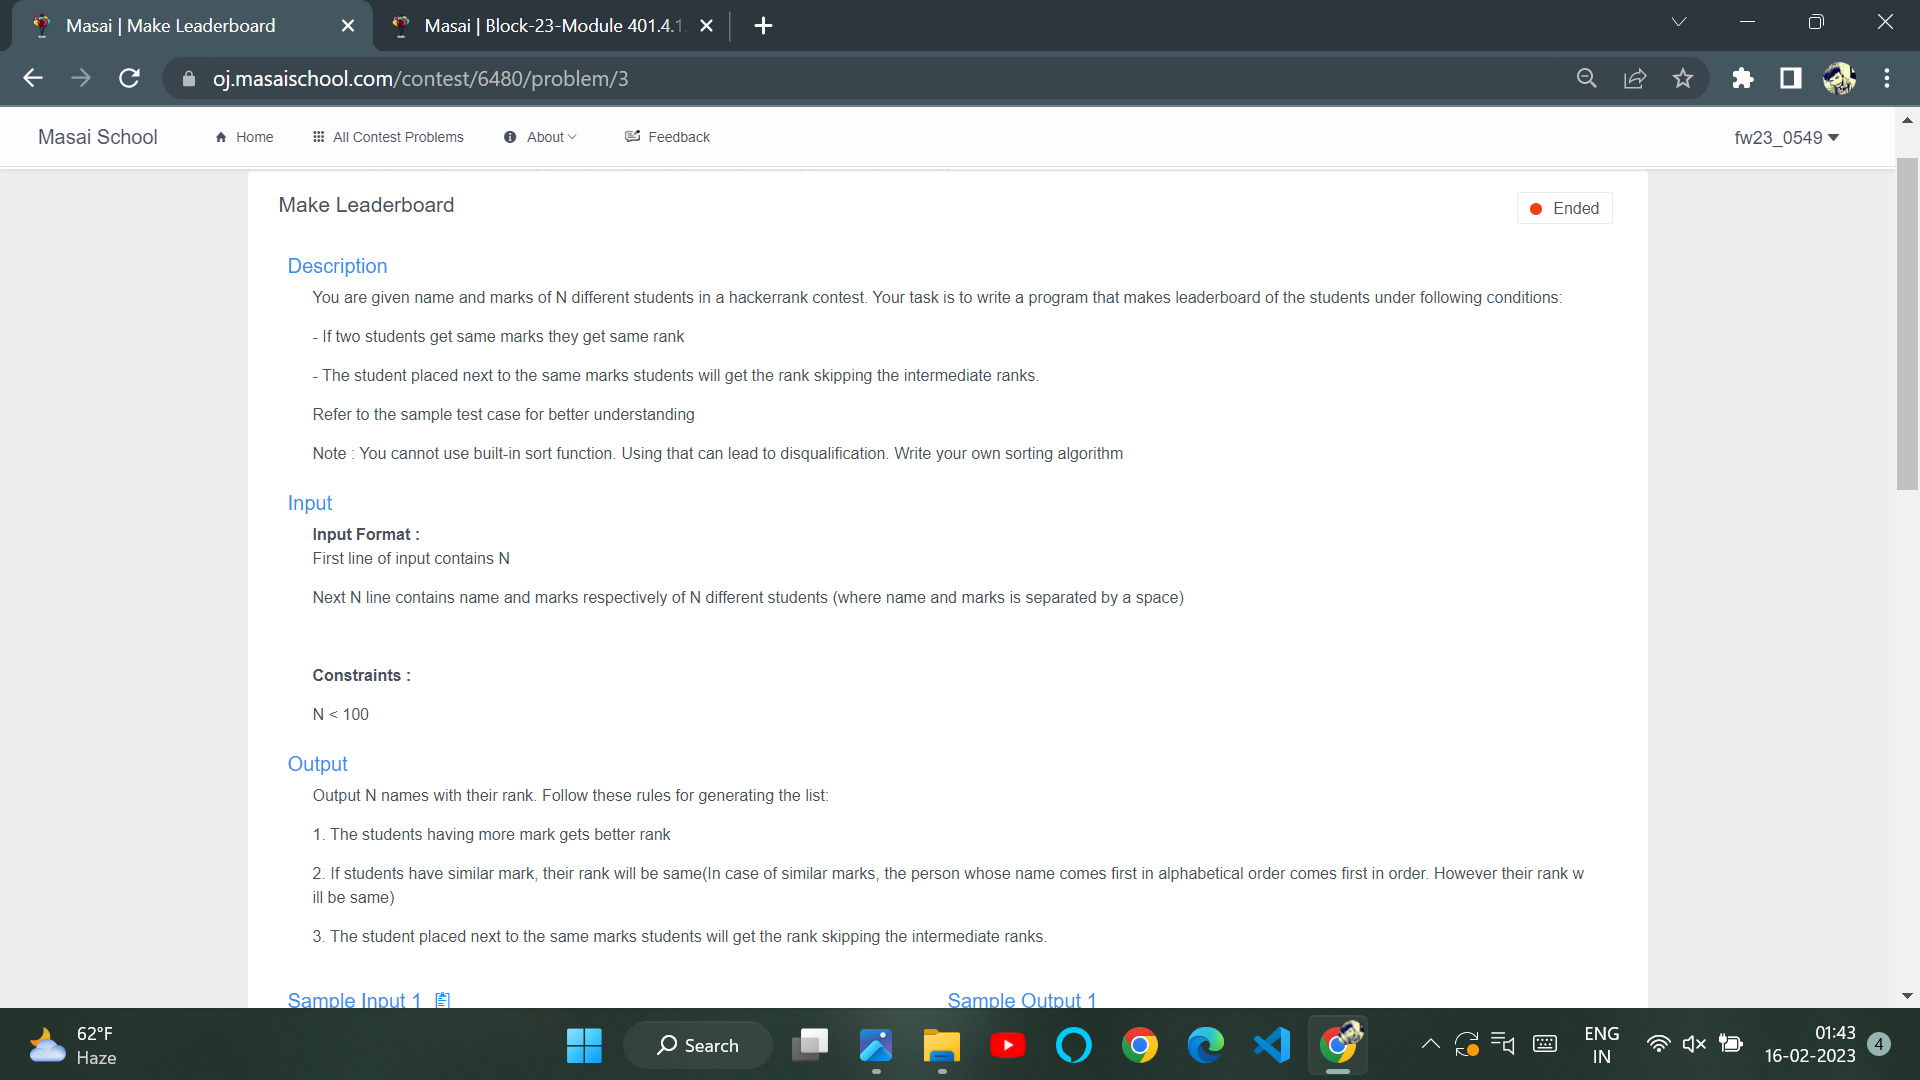 Masai | Make Leaderboard
Masai | Block-23-Module 401.4.1
oj.masaischool.com/contest/6480/problem/3
Masai School
Home
All Contest Problems
About
Feedback
fw23_0549
Make Leaderboard
Ended
Description
You are given name and marks of N different students in a hackerrank contest. Your task is to write a program that makes leaderboard of the students under following conditions:
- If two students get same marks they get same rank
- The student placed next to the same marks students will get the rank skipping the intermediate ranks.
Refer to the sample test case for better understanding
Note : You cannot use built-in sort function. Using that can lead to disqualification. Write your own sorting algorithm
Input
Input Format :
First line of input contains N
Next N line contains name and marks respectively of N different students (where name and marks is separated by a space)
Constraints :
N < 100
Output
Output N names with their rank. Follow these rules for generating the list:
1. The students having more mark gets better rank
2. If students have similar mark, their rank will be same(In case of similar marks, the person whose name comes first in alphabetical order comes first in order. However their rank w
ill be same)
3. The student placed next to the same marks students will get the rank skipping the intermediate ranks.
Sample Input 1
Sample Output 1
62°F
Haze
Search
ENG
IN
01:43
16-02-2023
4